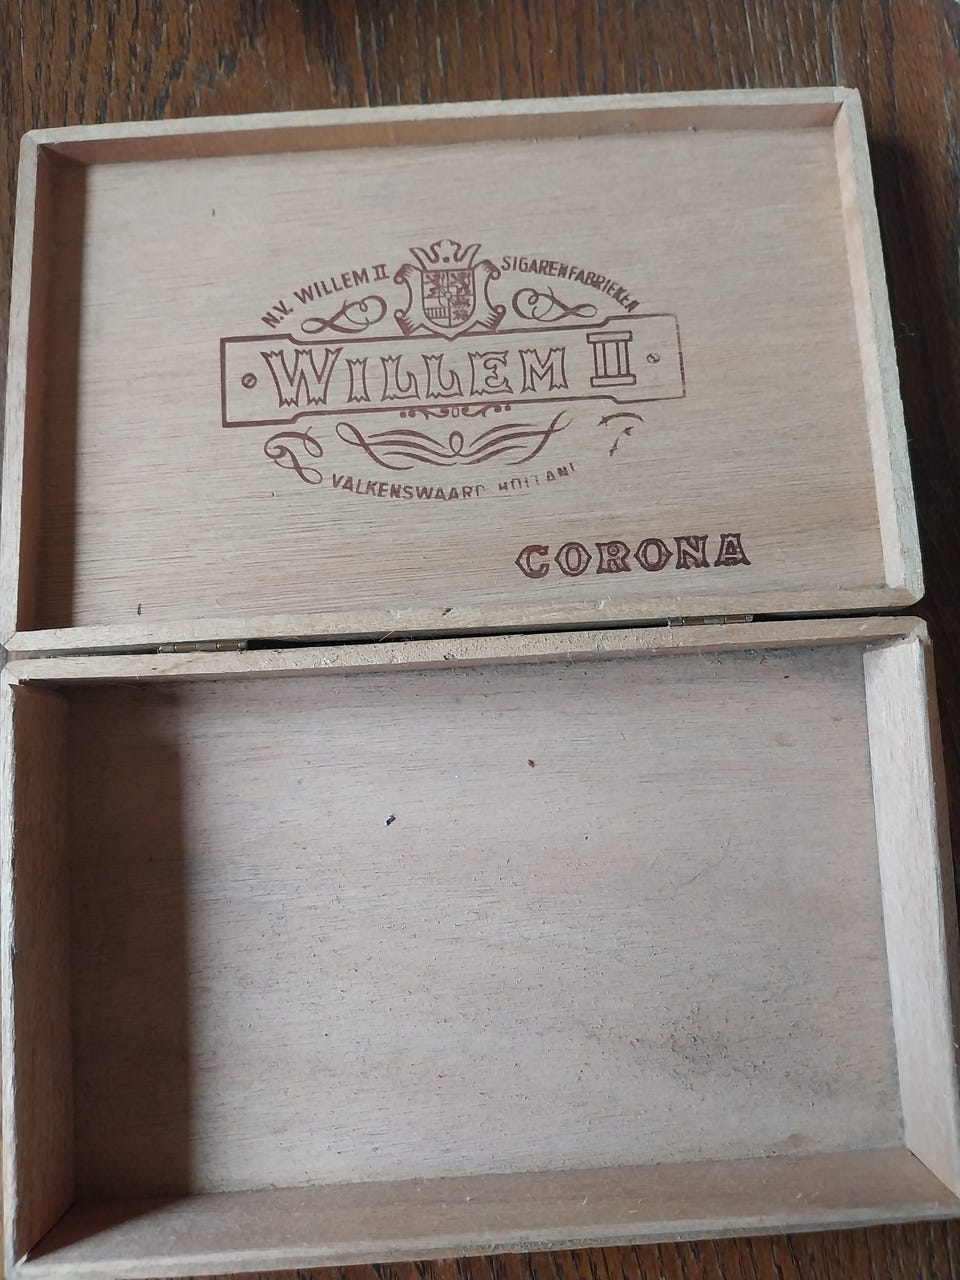 N.V. WILLEM II SIGARENFABRIEKEN
WILLEM II
VALKENSWAARD HOLLAND
CORONA